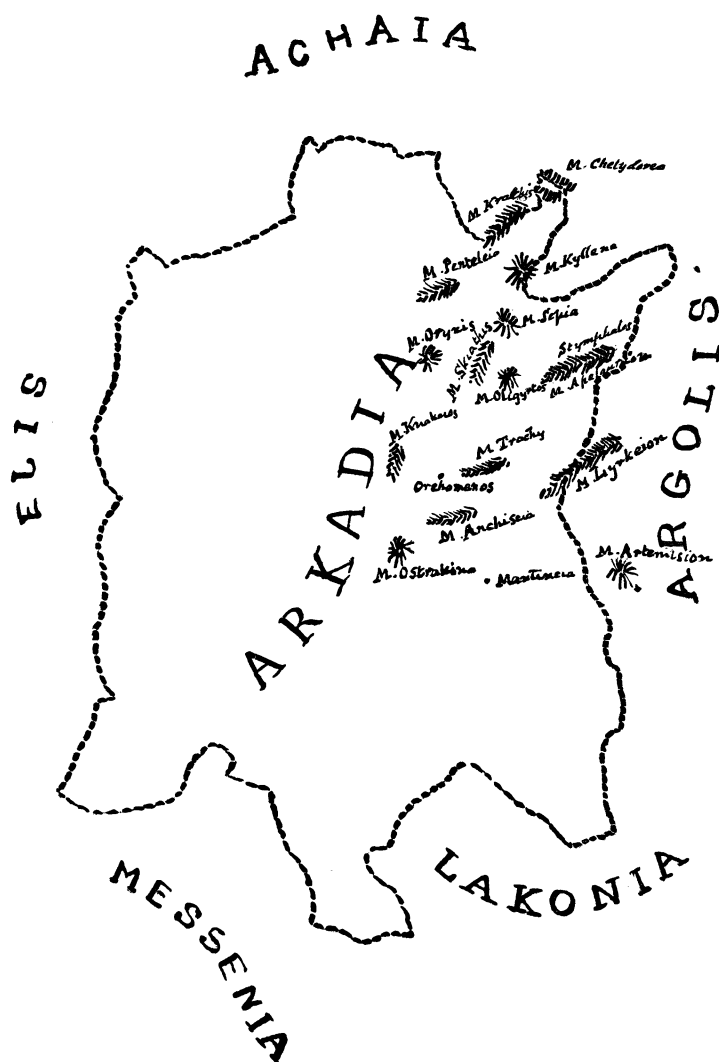 ACHAIA
M. Chelydorea
M. Krathis
M. Penteleia
M. Kyllene
M. Oryxis
M. Sepia
M. Skiathis
Stymphalos
M. Oligyrtos
M. Apelauron
M. Knakalos
M. Trachy
Orchomenos
M. Lyrkeion
M. Anchisia
M. Ostrakina
Mantineia
M. Artemision
ARKADIA
ELIS
ARGOLIS.
LAKONIA
MESSENIA